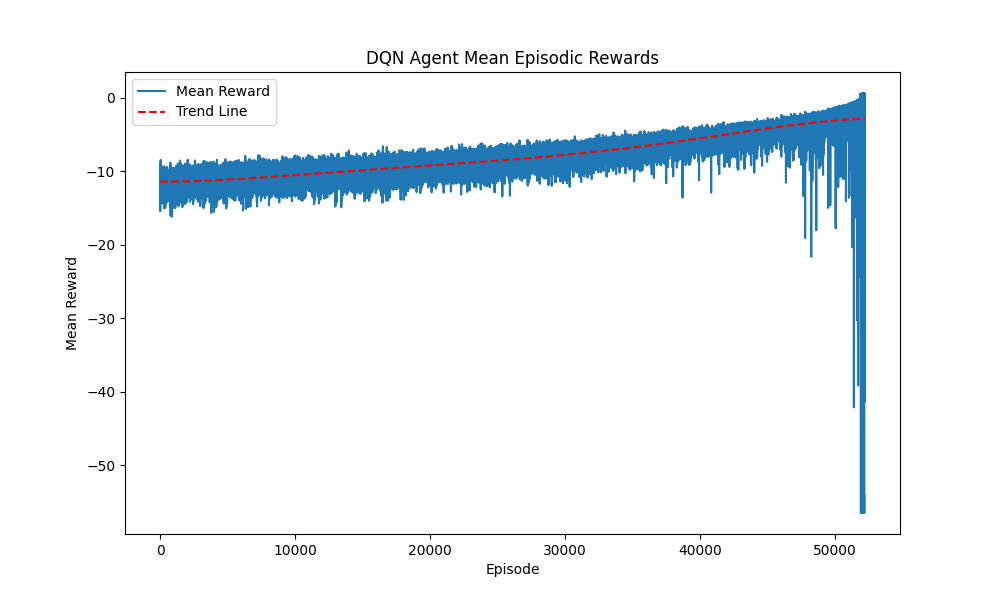 DQN Agent Mean Episodic Rewards
Mean Reward
Trend Line
0
−10
−20
−30
−40
−50
Mean Reward
0 10000 20000 30000 40000 50000
Episode